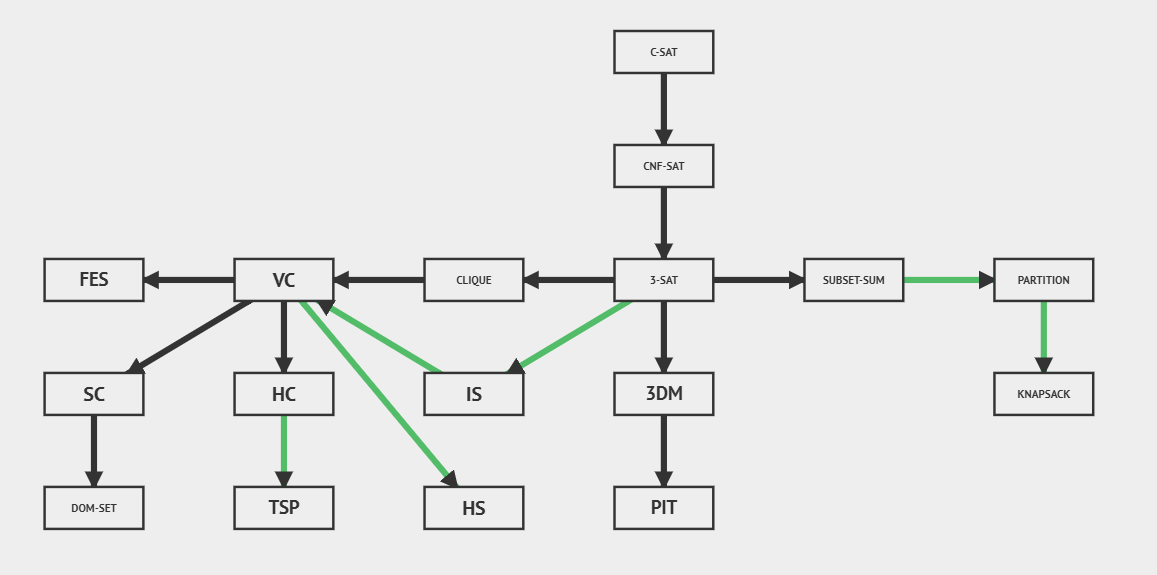 C-SAT
CNF-SAT
FES
VC
CLIQUE
3-SAT
SUBSET-SUM
PARTITION
SC
HC
IS
3DM
KNAPSACK
DOM-SET
TSP
HS
PIT